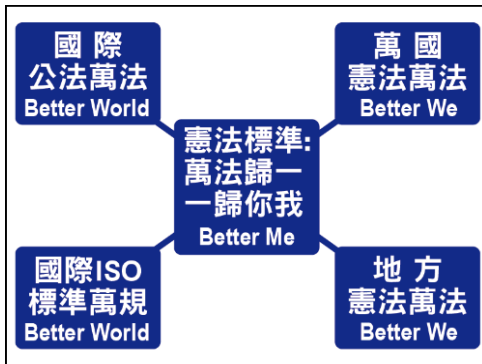 國際
公法萬法
Better World
萬國
憲法萬法
Better We
憲法標準:
萬法歸一
一歸你我
Better Me
國際ISO
標準萬規
Better World
地方
憲法萬法
Better We